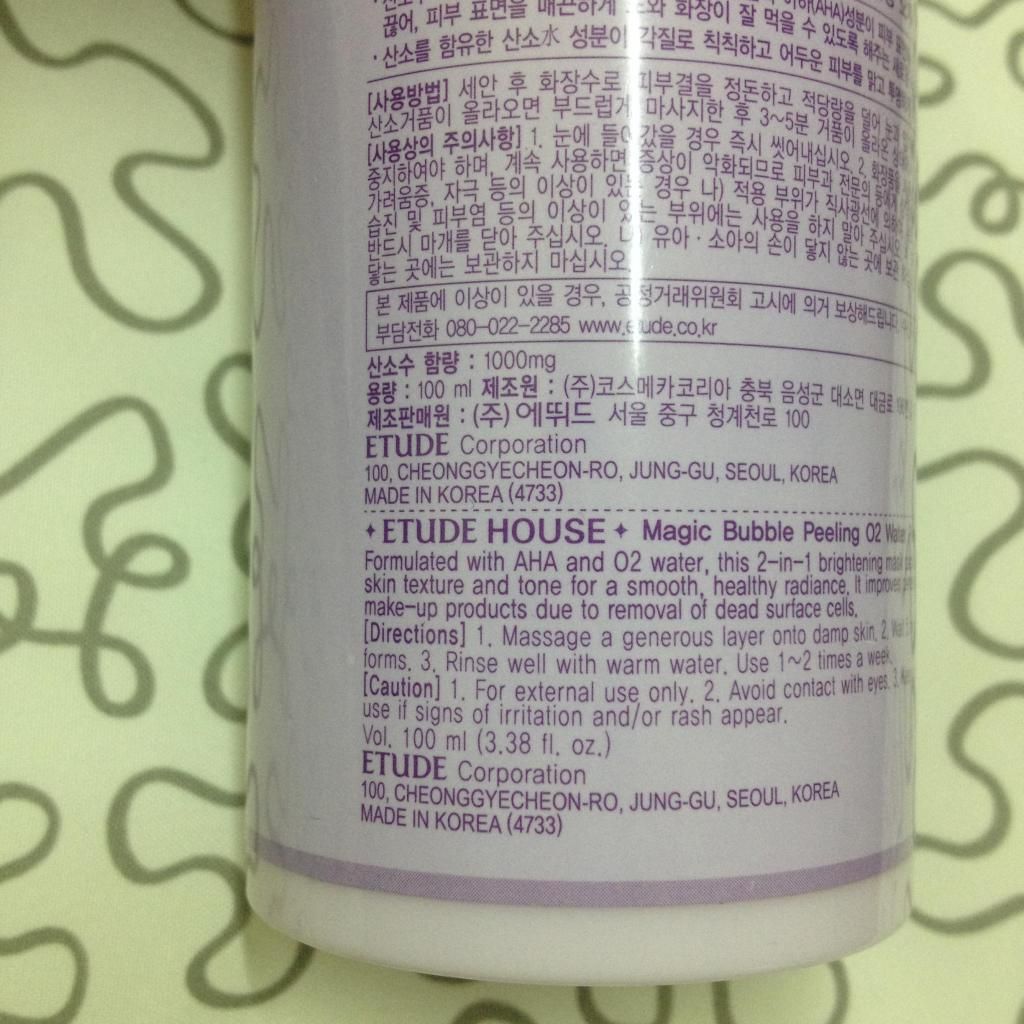 끊어, 피부 표면을 매끈하게 화장이 잘 먹을 수 있도록 해주는
· 산소를 함유한 산소水 성분이 각질로 칙칙하고 어두운 피부를 맑고
[사용방법] 세안 후 화장수로 피부결을 정돈하고 적당량을 덜어
산소거품이 올라오면 부드럽게 마사지한 후 3~5분 거품이
[사용상의 주의사항] 1. 눈에 들어갔을 경우 즉시 씻어내십시오. 2.
중지하여야 하며, 계속 사용하면 증상이 악화되므로 피부과 전문의 등에게
가려움증, 자극 등의 이상이 있는 경우 나) 적용 부위가 직사광선에 의하여
습진 및 피부염 등의 이상이 있는 부위에는 사용을 하지 말아 주십시오.
반드시 마개를 닫아 주십시오. 나) 유아 · 소아의 손이 닿지 않는 곳에 보관
닿는 곳에는 보관하지 마십시오.
본 제품에 이상이 있을 경우, 공정거래위원회 고시에 의거 보상해드립니다.
부담전화 080-022-2285 www.etude.co.kr
산소수 함량 : 1000mg
용량 : 100 ml 제조원 : (주)코스메카코리아 충북 음성군 대소면 대금로
제조판매원 : (주) 에뛰드 서울 중구 청계천로 100
ETUDE Corporation
100, CHEONGGYECHEON-RO, JUNG-GU, SEOUL, KOREA
MADE IN KOREA (4733)
ETUDE HOUSE Magic Bubble Peeling O2 Water
Formulated with AHA and O2 water, this 2-in-1 brightening mask
skin texture and tone for a smooth, healthy radiance. It improves
make-up products due to removal of dead surface cells.
[Directions] 1. Massage a generous layer onto damp skin. 2. Wait
forms. 3. Rinse well with warm water. Use 1~2 times a week.
[Caution] 1. For external use only. 2. Avoid contact with eyes. 3.
use if signs of irritation and/or rash appear.
Vol. 100 ml (3.38 fl. oz.)
ETUDE Corporation
100, CHEONGGYECHEON-RO, JUNG-GU, SEOUL, KOREA
MADE IN KOREA (4733)